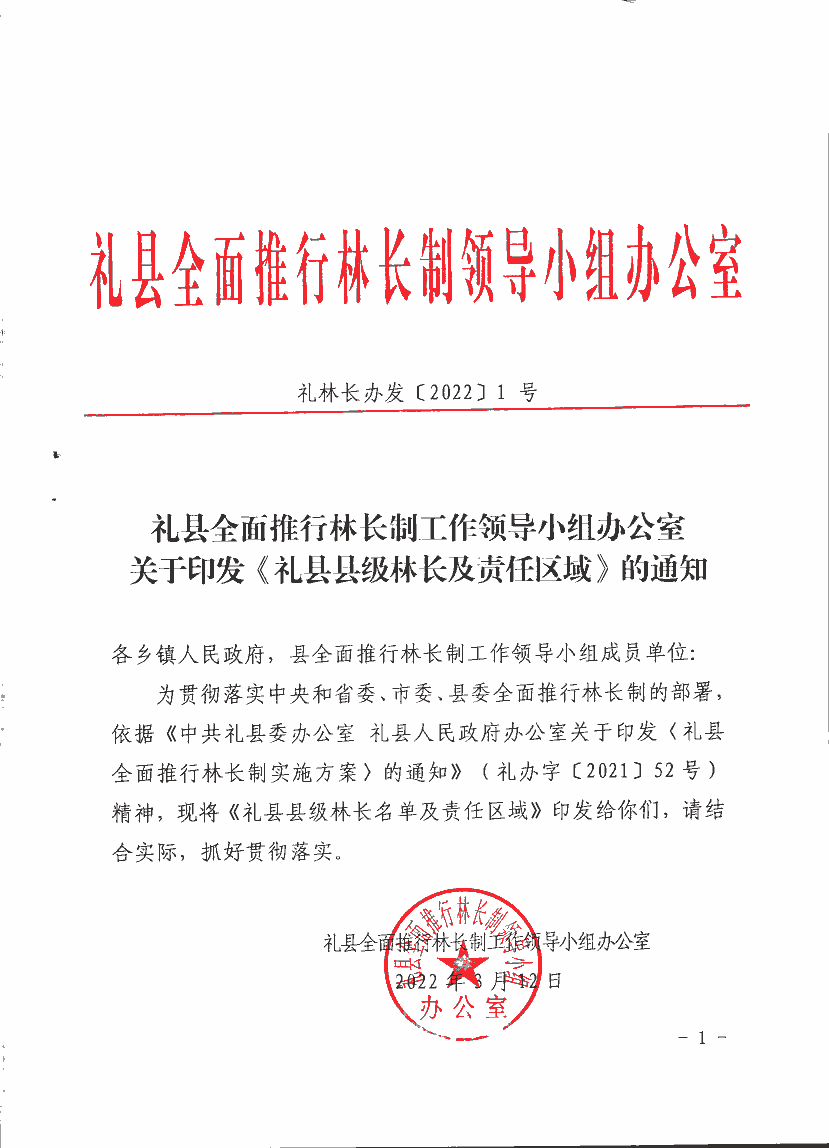 礼县全面推行林长制领导小组办公室
礼林长办发〔2022〕1 号
礼县全面推行林长制工作领导小组办公室
关于印发《礼县县级林长及责任区域》的通知
各乡镇人民政府，县全面推行林长制工作领导小组成员单位：
为贯彻落实中央和省委、市委、县委全面推行林长制的部署，
依据《中共礼县委办公室 礼县人民政府办公室关于印发〈礼县
全面推行林长制实施方案〉的通知》（礼办字〔2021〕52 号）
精神，现将《礼县县级林长名单及责任区域》印发给你们，请结
合实际，抓好贯彻落实。
礼县全面推行林长制工作领导小组办公室
2022 年 3 月 12 日
礼县全面推行林长制领导小组
办公室
- 1 -